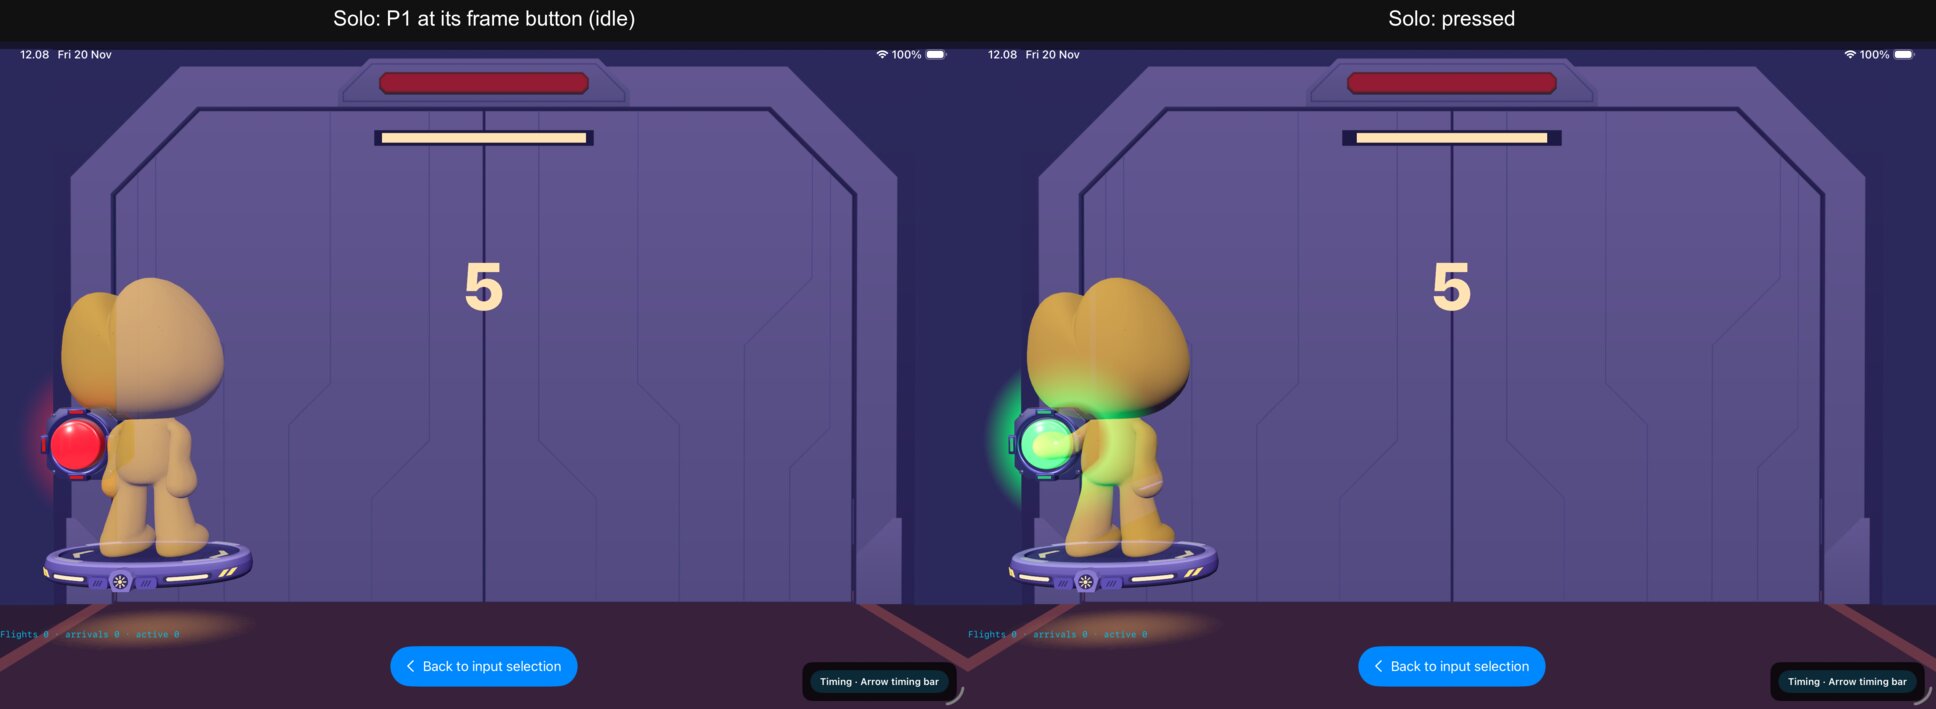 Solo: P1 at its frame button (idle)
12.08 Fri 20 Nov
100%
5
Flights 0 · arrivals 0 · active 0
Back to input selection
Timing · Arrow timing bar
Solo: pressed
12.08 Fri 20 Nov
100%
5
Flights 0 · arrivals 0 · active 0
Back to input selection
Timing · Arrow timing bar